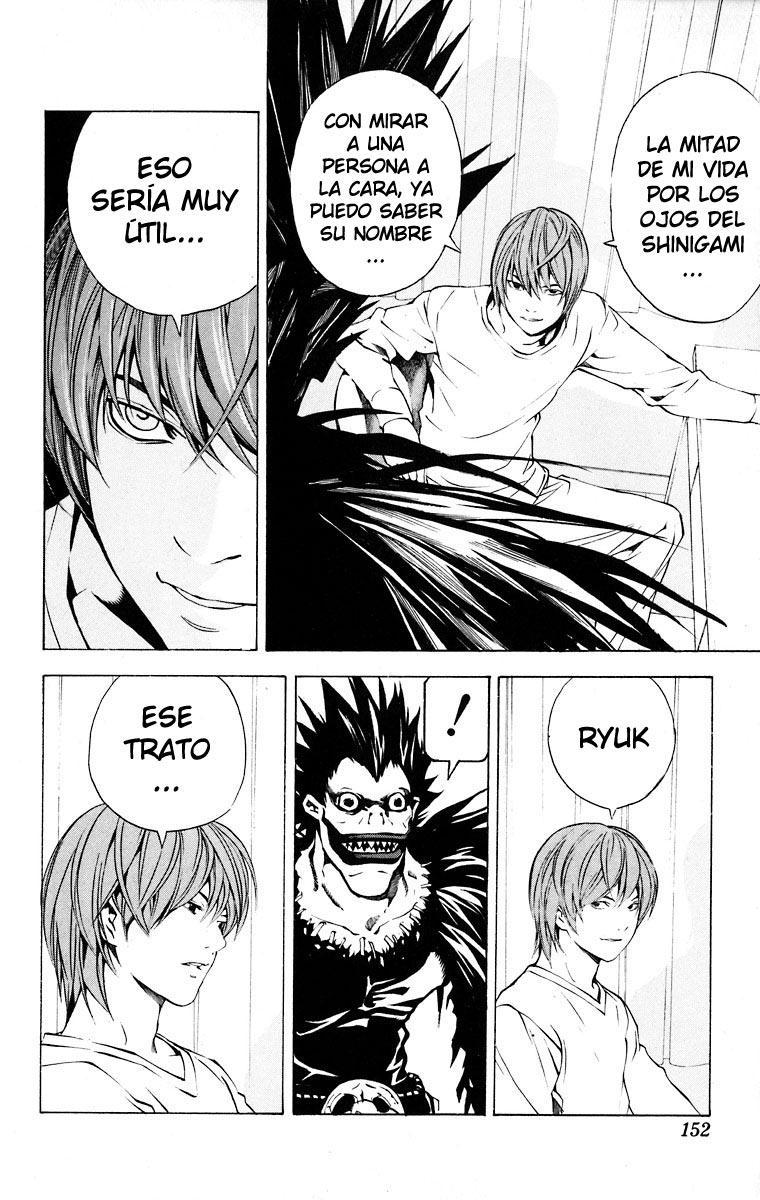 LA MITAD
DE MI VIDA
POR LOS
OJOS DEL
SHINIGAMI
...
CON MIRAR
A UNA
PERSONA A
LA CARA, YA
PUEDO SABER
SU NOMBRE
...
ESO
SERÍA MUY
ÚTIL...
RYUK
!
ESE
TRATO
...
152